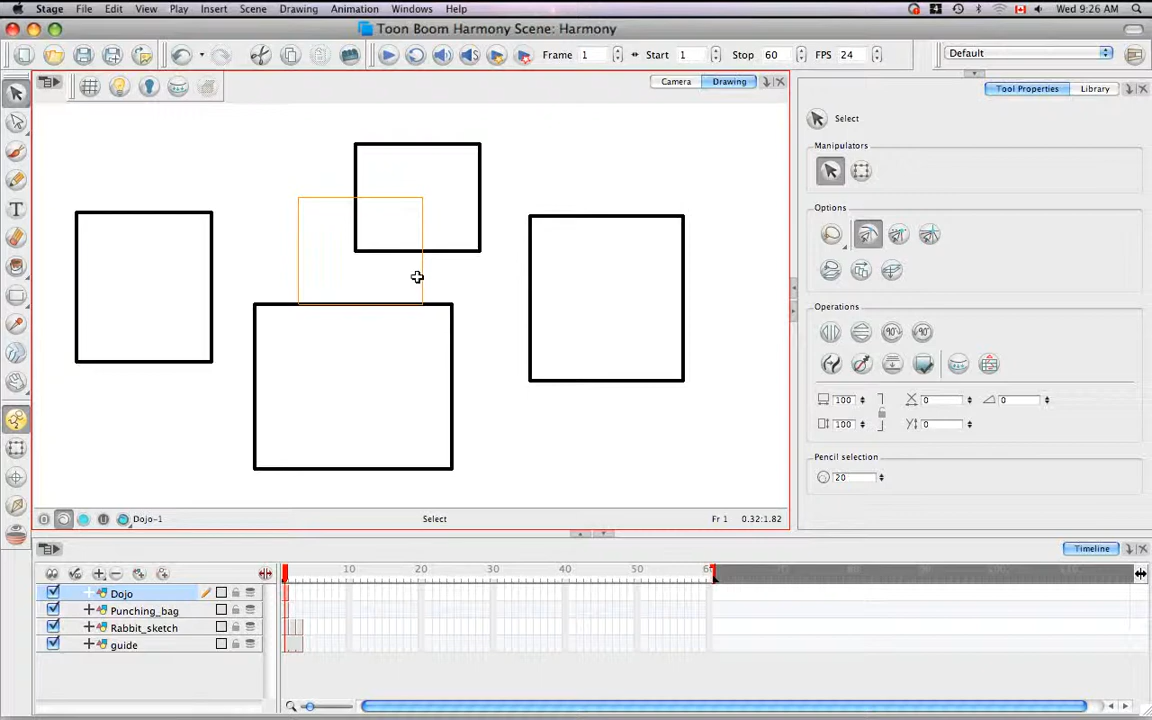 Stage File Edit View Play Insert Scene Drawing Animation Windows Help Wed 9:26 AM
Toon Boom Harmony Scene: Harmony
Frame 1 Start 1 Stop 60 FPS 24 Default
Camera Drawing Tool Properties Library
Select
Manipulators
Options
Operations
100 0 0
100 0
Pencil selection
20
Dojo-1 Select Fr 1 0.32:1.82
Timeline
10 20 30 40 50
Dojo
Punching_bag
Rabbit_sketch
guide